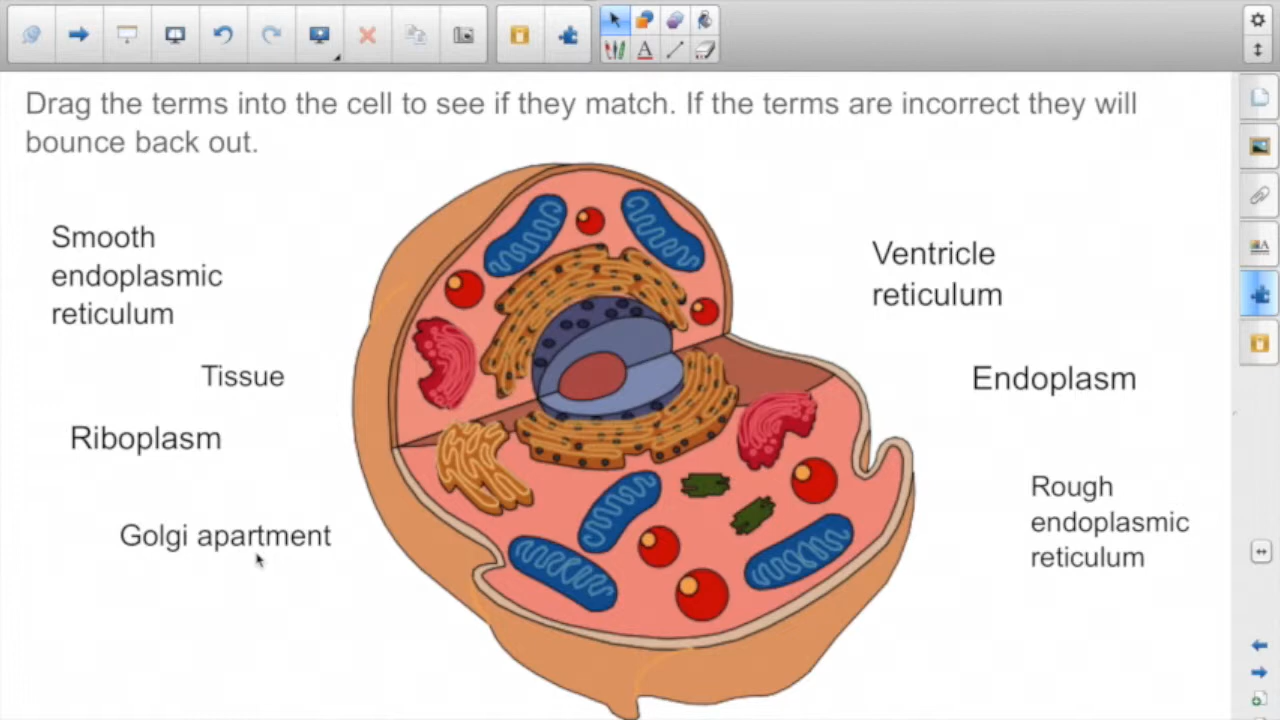 Drag the terms into the cell to see if they match. If the terms are incorrect they will
bounce back out.
Smooth
endoplasmic
reticulum
Tissue
Riboplasm
Golgi apartment
Ventricle
reticulum
Endoplasm
Rough
endoplasmic
reticulum